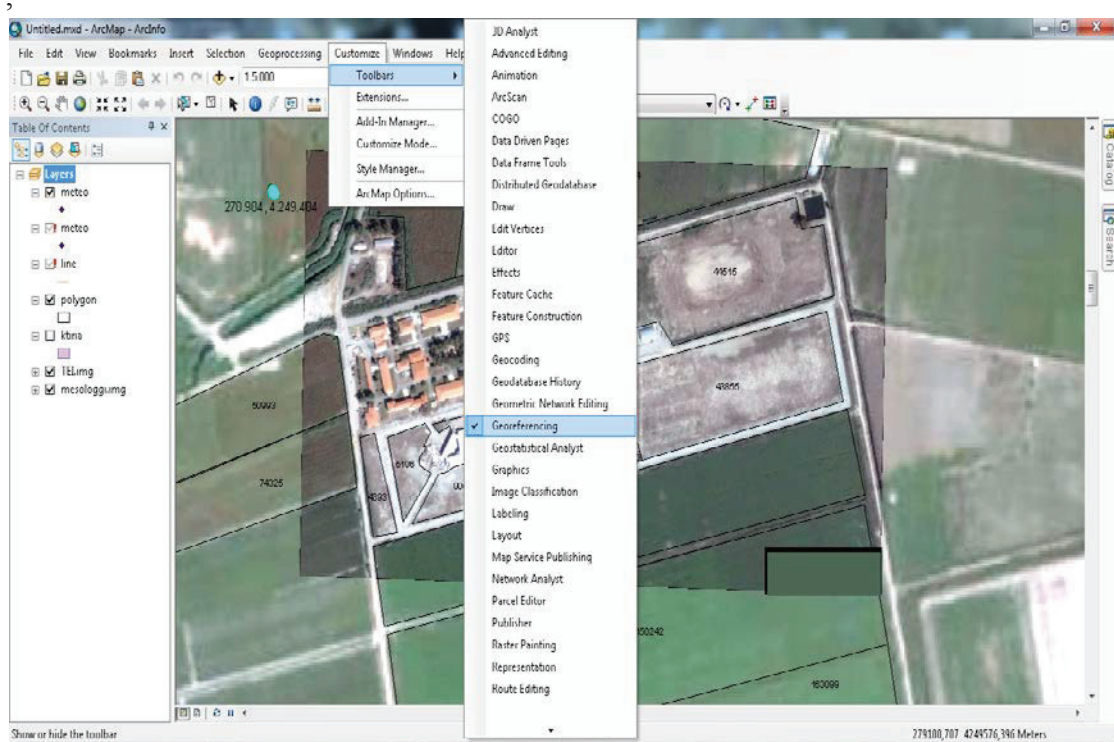 ,
Untitled.mxd - ArcMap - ArcInfo
File Edit View Bookmarks Insert Selection Geoprocessing Customize Windows Help
1:5.000
Toolbars
Extensions...
Add-In Manager...
Customize Mode...
Style Manager...
ArcMap Options...
3D Analyst
Advanced Editing
Animation
ArcScan
COGO
Data Driven Pages
Data Frame Tools
Distributed Geodatabase
Draw
Edit Vertices
Editor
Effects
Feature Cache
Feature Construction
GPS
Geocoding
Geodatabase History
Geometric Network Editing
Georeferencing
Geostatistical Analyst
Graphics
Image Classification
Labeling
Layout
Map Service Publishing
Network Analyst
Parcel Editor
Publisher
Raster Painting
Representation
Route Editing
Table Of Contents
Layers
meteo
meteo
line
polygon
ktiria
TEI.img
mesologgi.img
270.904, 4.249.404
44515
43855
60993
74325
5106
4393
163099
Catalog
Search
Show or hide the toolbar
279100,707 4249576,396 Meters